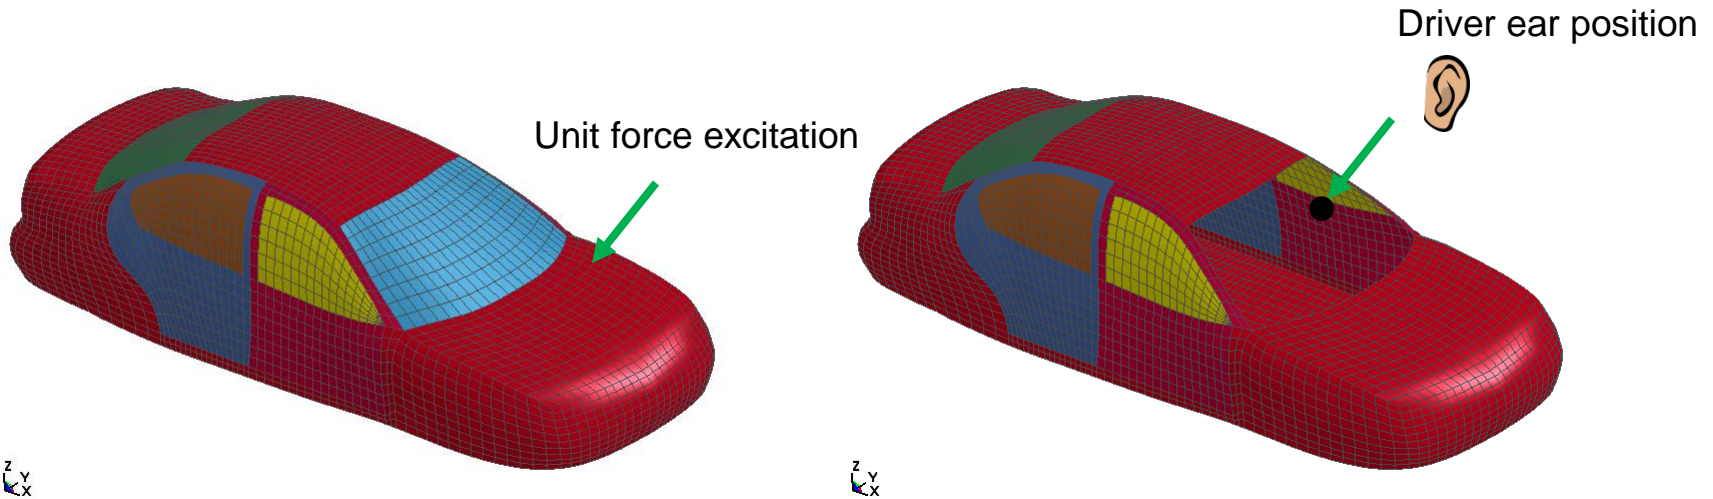 Driver ear position
Unit force excitation
Z
Y
X
Z
Y
X